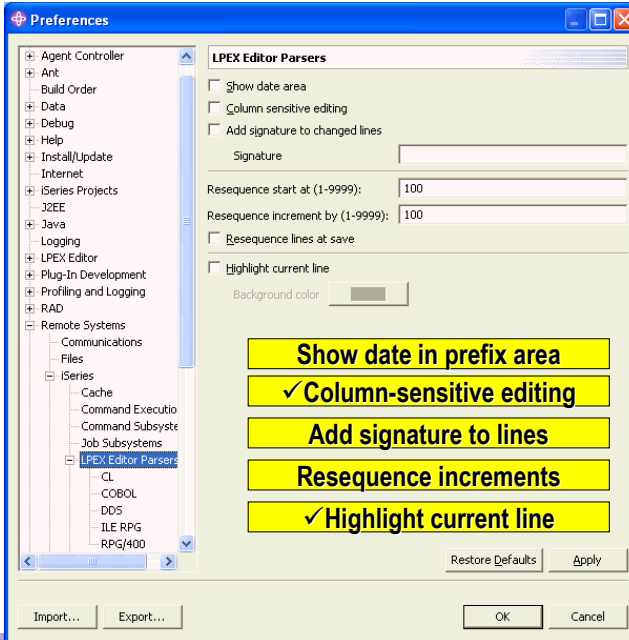 Preferences
Agent Controller
Ant
Build Order
Data
Debug
Help
Install/Update
Internet
iSeries Projects
J2EE
Java
Logging
LPEX Editor
Plug-In Development
Profiling and Logging
RAD
Remote Systems
Communications
Files
iSeries
Cache
Command Executio
Command Subsyste
Job Subsystems
LPEX Editor Parsers
CL
COBOL
DDS
ILE RPG
RPG/400
LPEX Editor Parsers
Show date area
Column sensitive editing
Add signature to changed lines
Signature
Resequence start at (1-9999): 100
Resequence increment by (1-9999): 100
Resequence lines at save
Highlight current line
Background color
Show date in prefix area
✓Column-sensitive editing
Add signature to lines
Resequence increments
✓Highlight current line
Restore Defaults Apply
Import... Export... OK Cancel